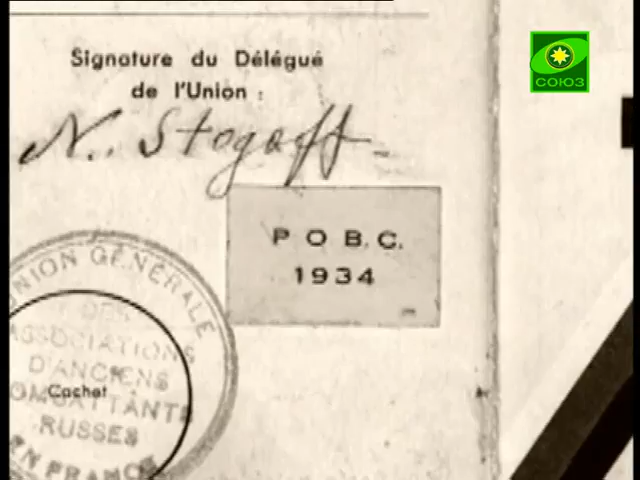 Signature du Délégué
de l'Union :
N. Stogoff
СОЮЗ
Р О В. С.
1934
UNION GÉNÉRALE
DES
ASSOCIATIONS
D'ANCIENS
COMBATTANTS
RUSSES
EN FRANCE
Cachet